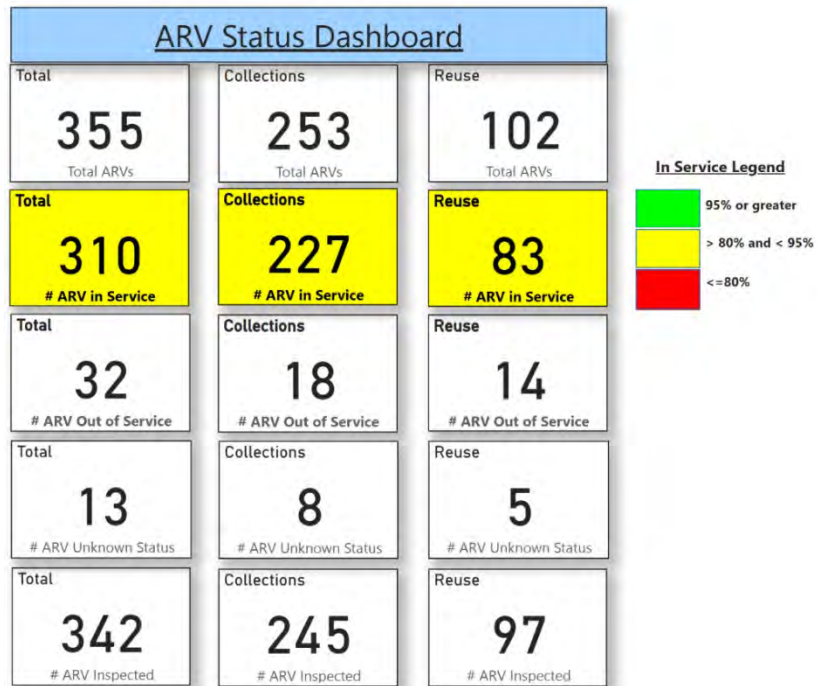 ARV Status Dashboard
Total
355
Total ARVs
Collections
253
Total ARVs
Reuse
102
Total ARVs
Total
310
# ARV in Service
Collections
227
# ARV in Service
Reuse
83
# ARV in Service
Total
32
# ARV Out of Service
Collections
18
# ARV Out of Service
Reuse
14
# ARV Out of Service
Total
13
# ARV Unknown Status
Collections
8
# ARV Unknown Status
Reuse
5
# ARV Unknown Status
Total
342
# ARV Inspected
Collections
245
# ARV Inspected
Reuse
97
# ARV Inspected
In Service Legend
95% or greater
> 80% and < 95%
<=80%